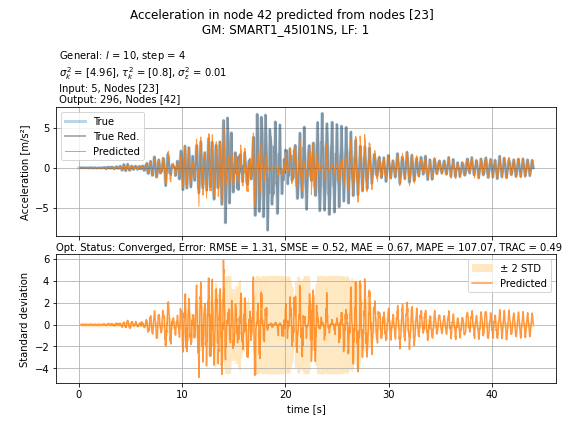 Acceleration in node 42 predicted from nodes [23]
GM: SMART1_45I01NS, LF: 1
General: l = 10, step = 4
σ²ₖ = [4.96], τ²ₖ = [0.8], σ²ε = 0.01
Input: 5, Nodes [23]
Output: 296, Nodes [42]
True
True Red.
Predicted
Acceleration [m/s²]
5
0
−5
Opt. Status: Converged, Error: RMSE = 1.31, SMSE = 0.52, MAE = 0.67, MAPE = 107.07, TRAC = 0.49
± 2 STD
Predicted
Standard deviation
6
4
2
0
−2
−4
0 10 20 30 40
time [s]